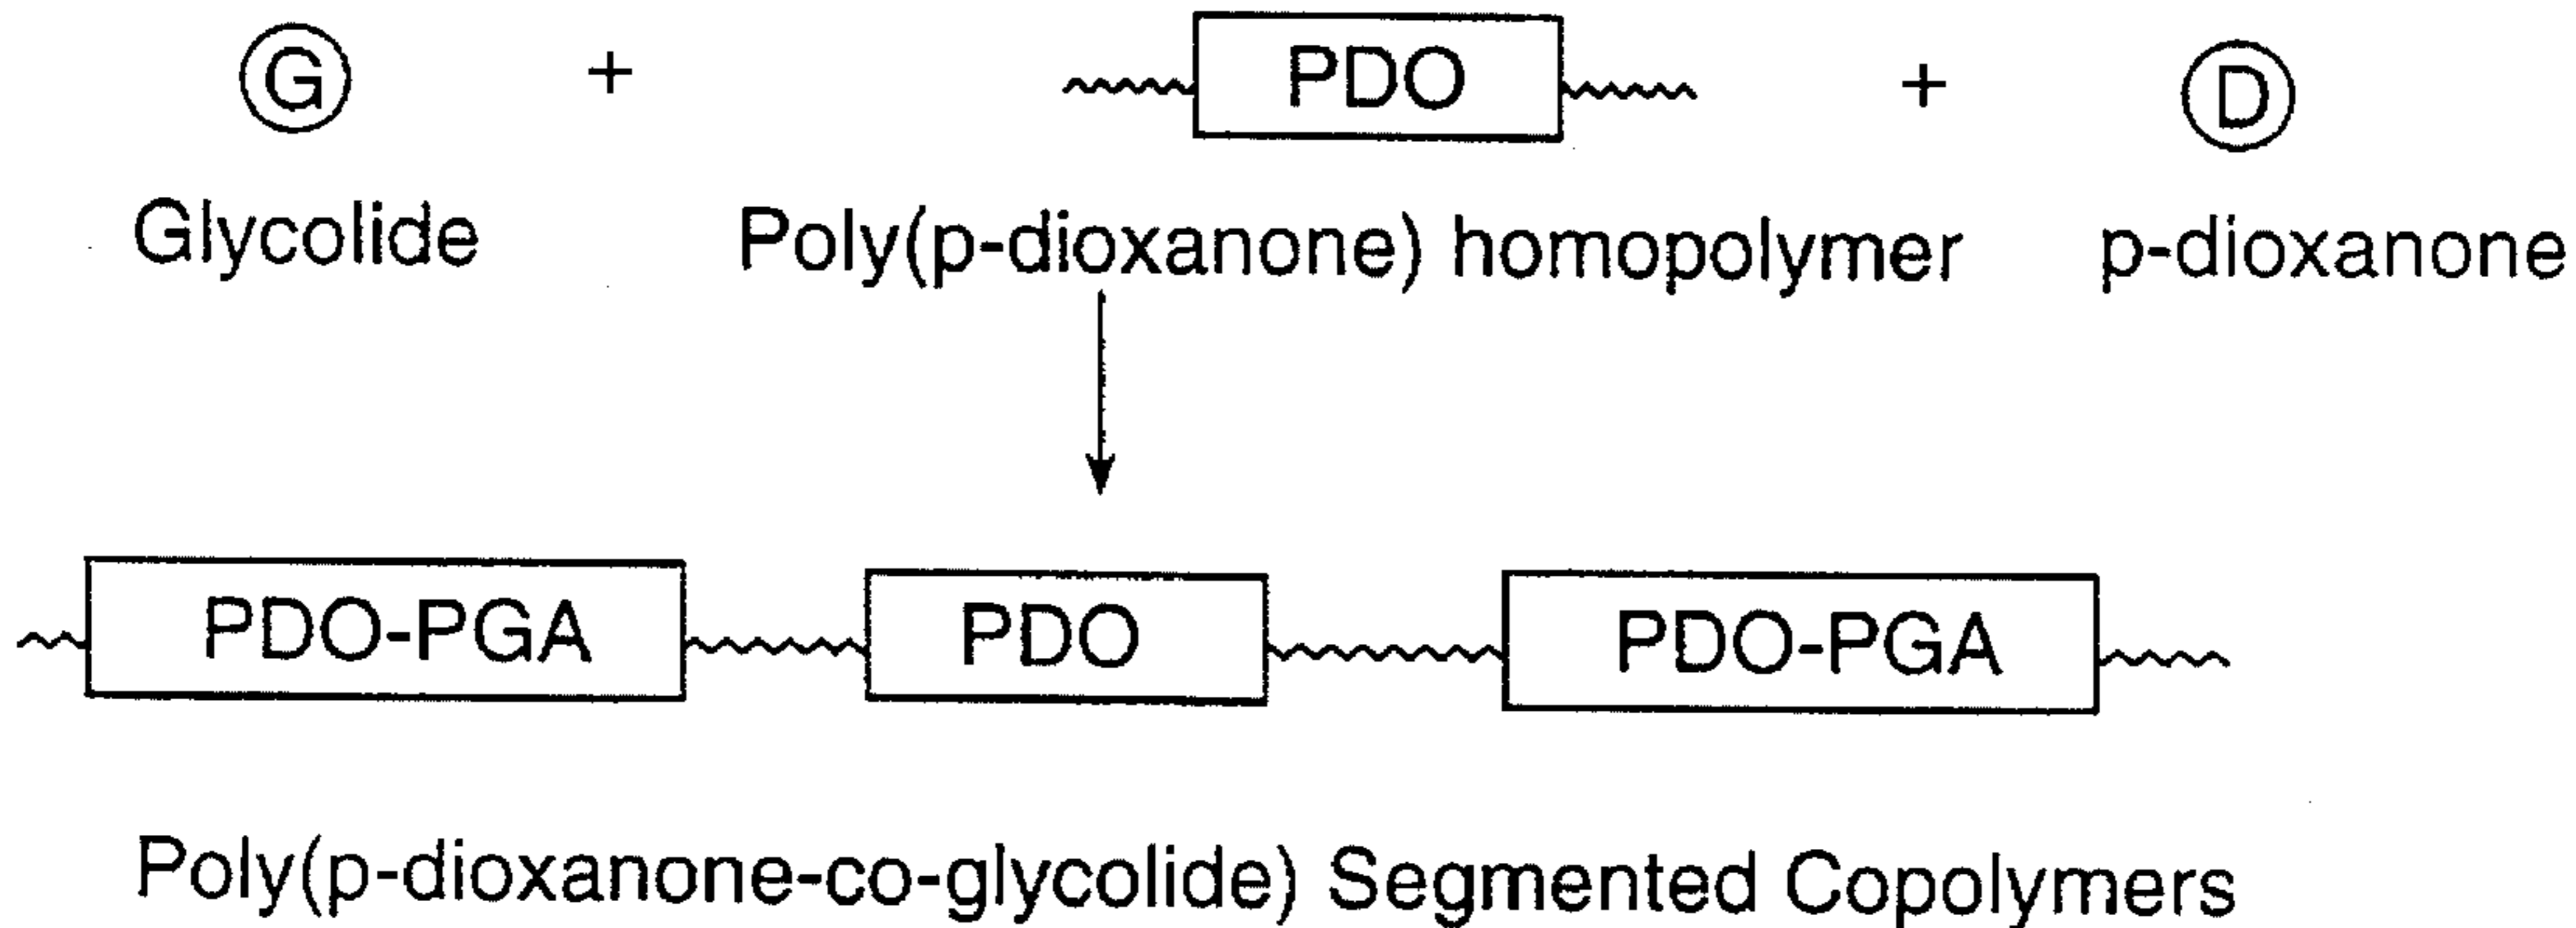 G + PDO + D
Glycolide Poly(p-dioxanone) homopolymer p-dioxanone
PDO-PGA PDO PDO-PGA
Poly(p-dioxanone-co-glycolide) Segmented Copolymers